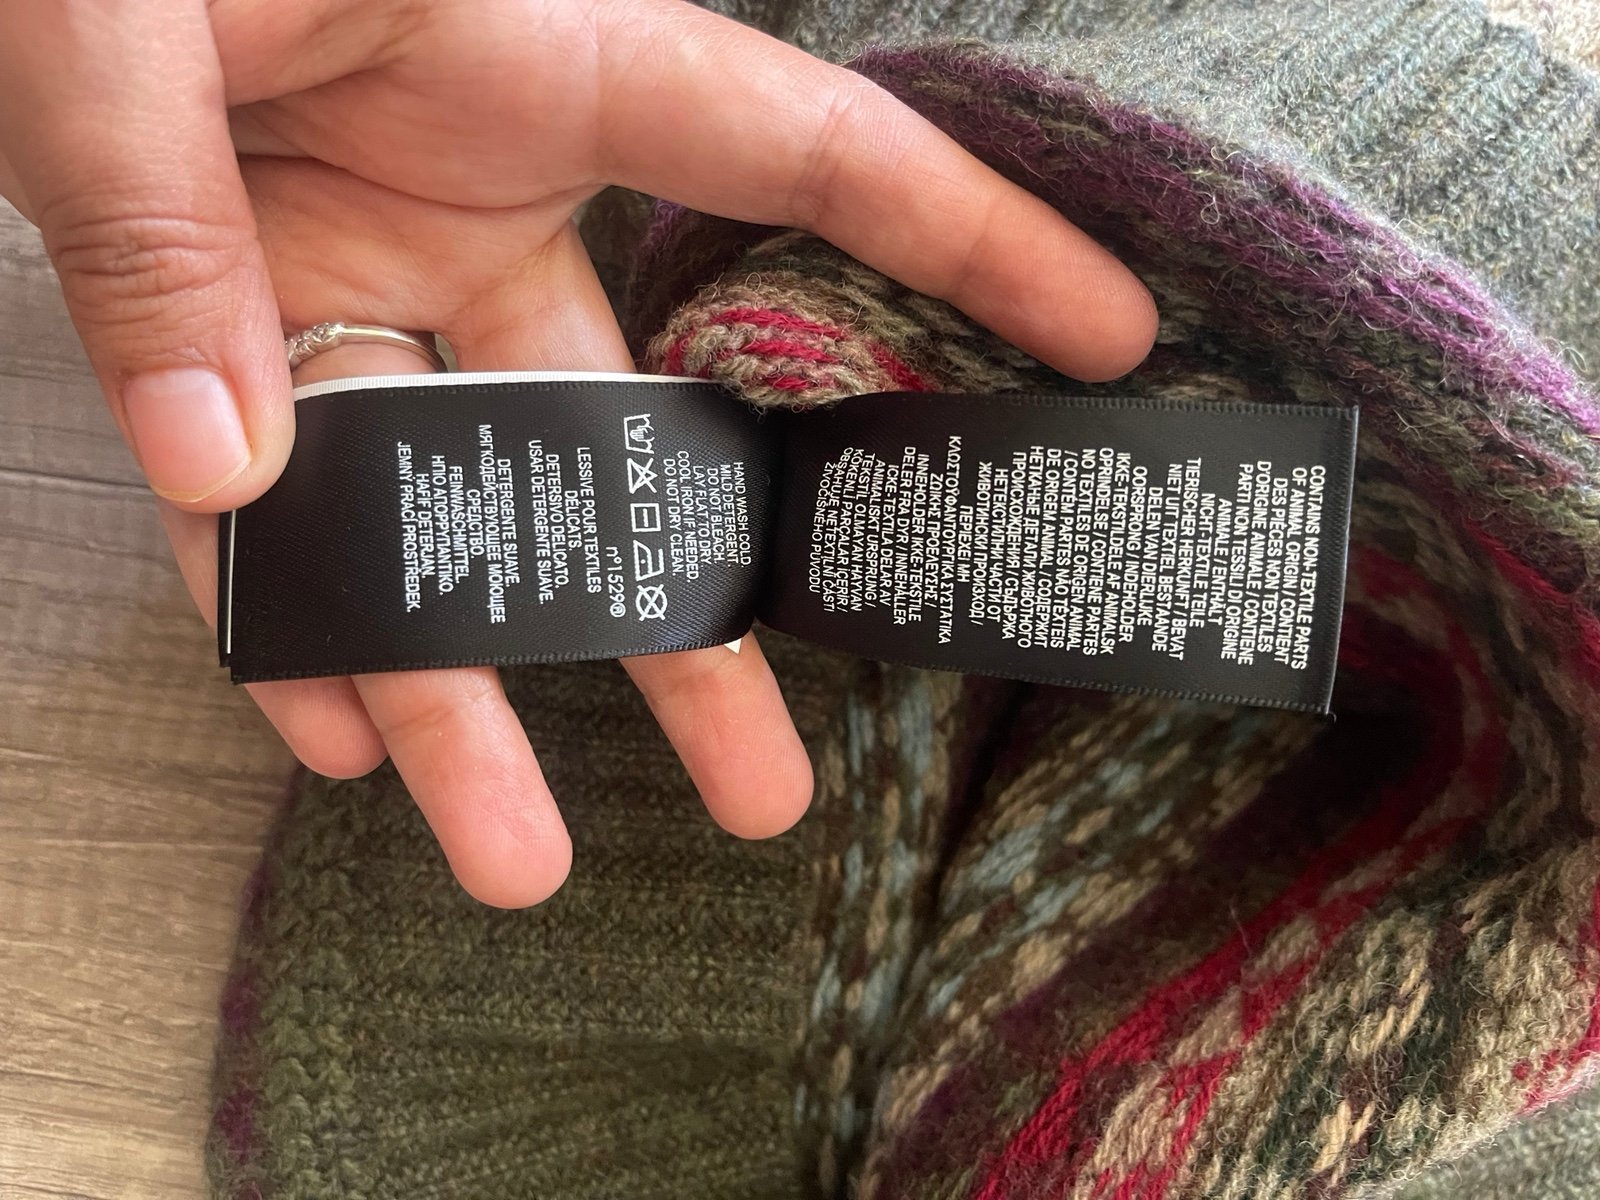 HAND WASH COLD
MILD DETERGENT.
DO NOT BLEACH.
LAY FLAT TO DRY
COOL IRON IF NEEDED.
DO NOT DRY CLEAN.
n°1529®
LESSIVE POUR TEXTILES
DÉLICATS.
DETERSIVO DELICATO.
USAR DETERGENTE SUAVE.
DETERGENTE SUAVE.
МЯГКОДЕЙСТВУЮЩЕЕ МОЮЩЕЕ
СРЕДСТВО.
FEINWASCHMITTEL.
ΗΠΙΟ ΑΠΟΡΡΥΠΑΝΤΙΚΟ.
HAFİF DETERJAN.
JEMNÝ PRACÍ PROSTŘEDEK.
CONTAINS NON-TEXTILE PARTS
OF ANIMAL ORIGIN / CONTIENT
DES PIÈCES NON TEXTILES
D'ORIGINE ANIMALE / CONTIENE
PARTI NON TESSILI DI ORIGINE
ANIMALE / ENTHÄLT
NICHT-TEXTILE TEILE
TIERISCHER HERKUNFT / BEVAT
NIET UIT TEXTIEL BESTAANDE
DELEN VAN DIERLIJKE
OORSPRONG / INDEHOLDER
IKKE-TEKSTILDELE AF ANIMALSK
OPRINDELSE / CONTIENE PARTES
NO TEXTILES DE ORIGEN ANIMAL
/ CONTÉM PARTES NÃO TÊXTEIS
DE ORIGEM ANIMAL / СОДЕРЖИТ
НЕТКАНЫЕ ДЕТАЛИ ЖИВОТНОГО
ПРОИСХОЖДЕНИЯ / СЪДЪРЖА
НЕТЕКСТИЛНИ ЧАСТИ ОТ
ЖИВОТИНСКИ ПРОИЗХОД /
ΠΕΡΙΕΧΕΙ ΜΗ
ΚΛΩΣΤΟΫΦΑΝΤΟΥΡΓΙΚΑ ΣΥΣΤΑΤΙΚΑ
ΖΩΙΚΗΣ ΠΡΟΕΛΕΥΣΗΣ /
INNEHOLDER IKKE-TEKSTILE
DELER FRA DYR / INNEHÅLLER
ICKE-TEXTILA DELAR AV
ANIMALISKT URSPRUNG /
TEKSTİL OLMAYAN HAYVAN
KÖKENLİ PARÇALAR İÇERİR /
OBSAHUJE NETEXTILNÍ ČÁSTI
ŽIVOČIŠNÉHO PŮVODU